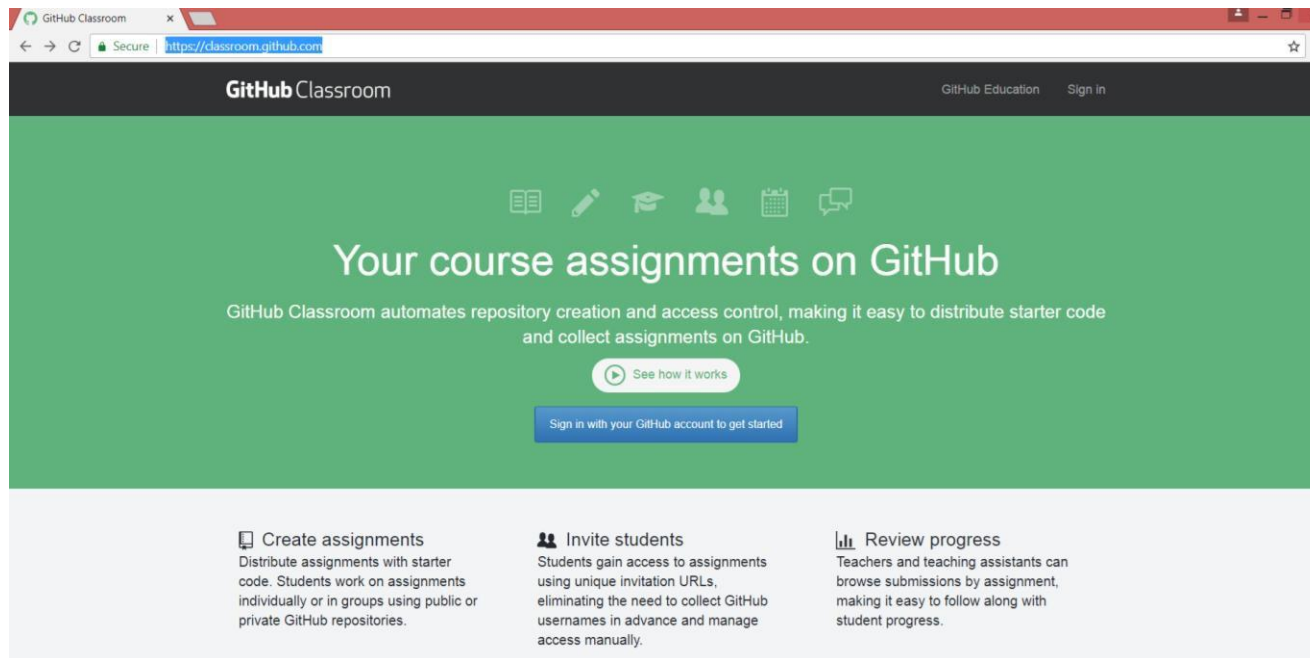 GitHub Classroom
Secure
https://classroom.github.com
GitHub Classroom
GitHub Education
Sign in
Your course assignments on GitHub
GitHub Classroom automates repository creation and access control, making it easy to distribute starter code
and collect assignments on GitHub.
See how it works
Sign in with your GitHub account to get started
Create assignments
Distribute assignments with starter
code. Students work on assignments
individually or in groups using public or
private GitHub repositories.
Invite students
Students gain access to assignments
using unique invitation URLs,
eliminating the need to collect GitHub
usernames in advance and manage
access manually.
Review progress
Teachers and teaching assistants can
browse submissions by assignment,
making it easy to follow along with
student progress.